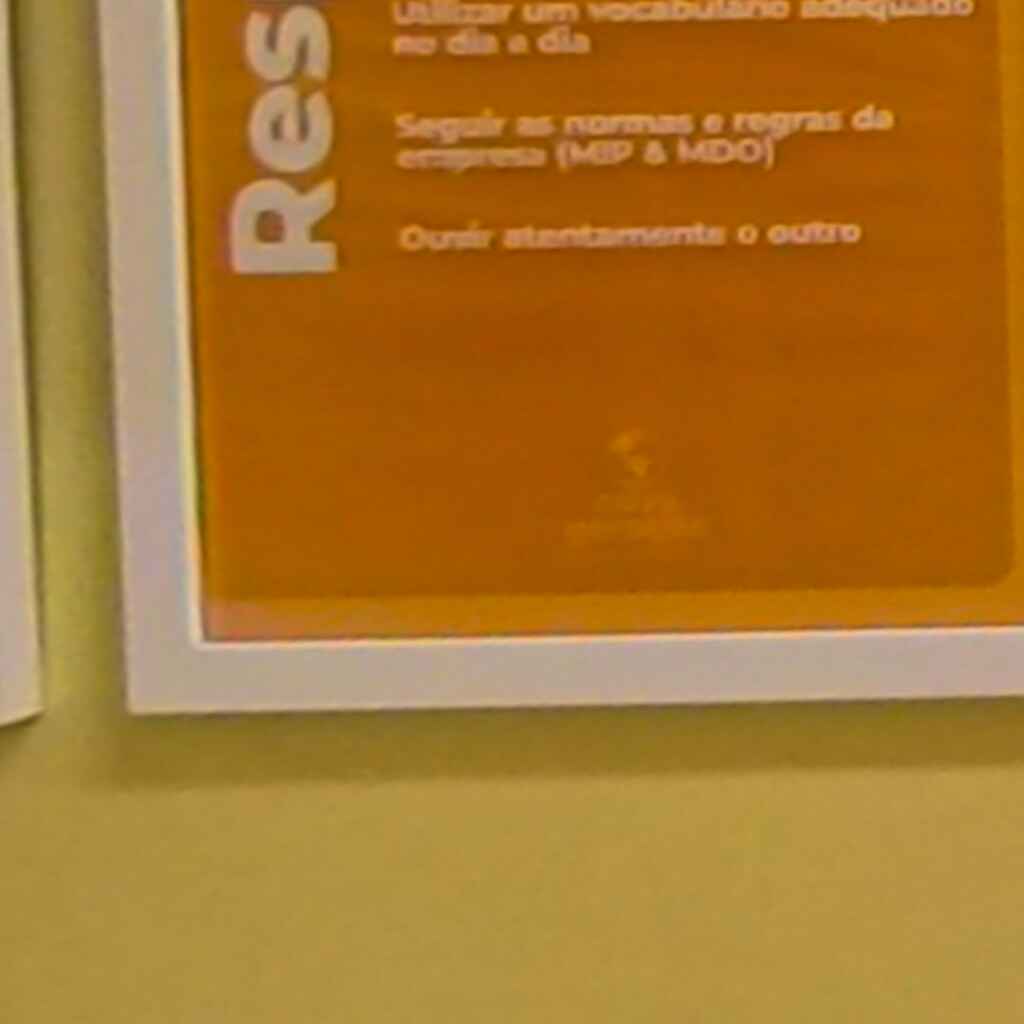 Res
Utilizar um vocabulário adequado
no dia a dia
Seguir as normas e regras da
empresa (MIP & MDO)
Ouvir atentamente o outro